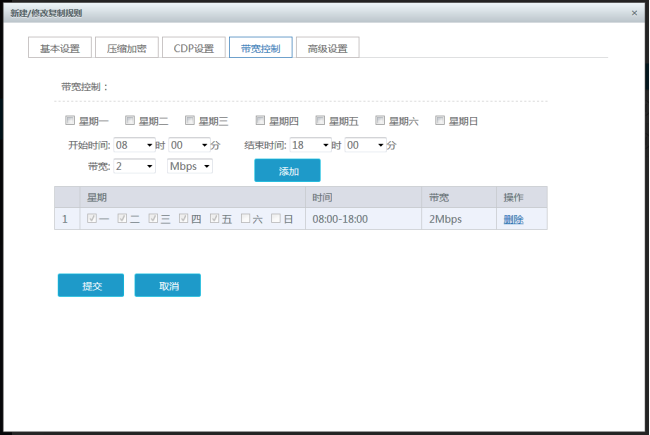 新建/修改复制规则
基本设置 压缩加密 CDP设置 带宽控制 高级设置
带宽控制：
星期一 星期二 星期三 星期四 星期五 星期六 星期日
开始时间: 08 时 00 分 结束时间: 18 时 00 分
带宽: 2 Mbps 添加
星期 时间 带宽 操作
1 一 二 三 四 五 六 日 08:00-18:00 2Mbps 删除
提交 取消